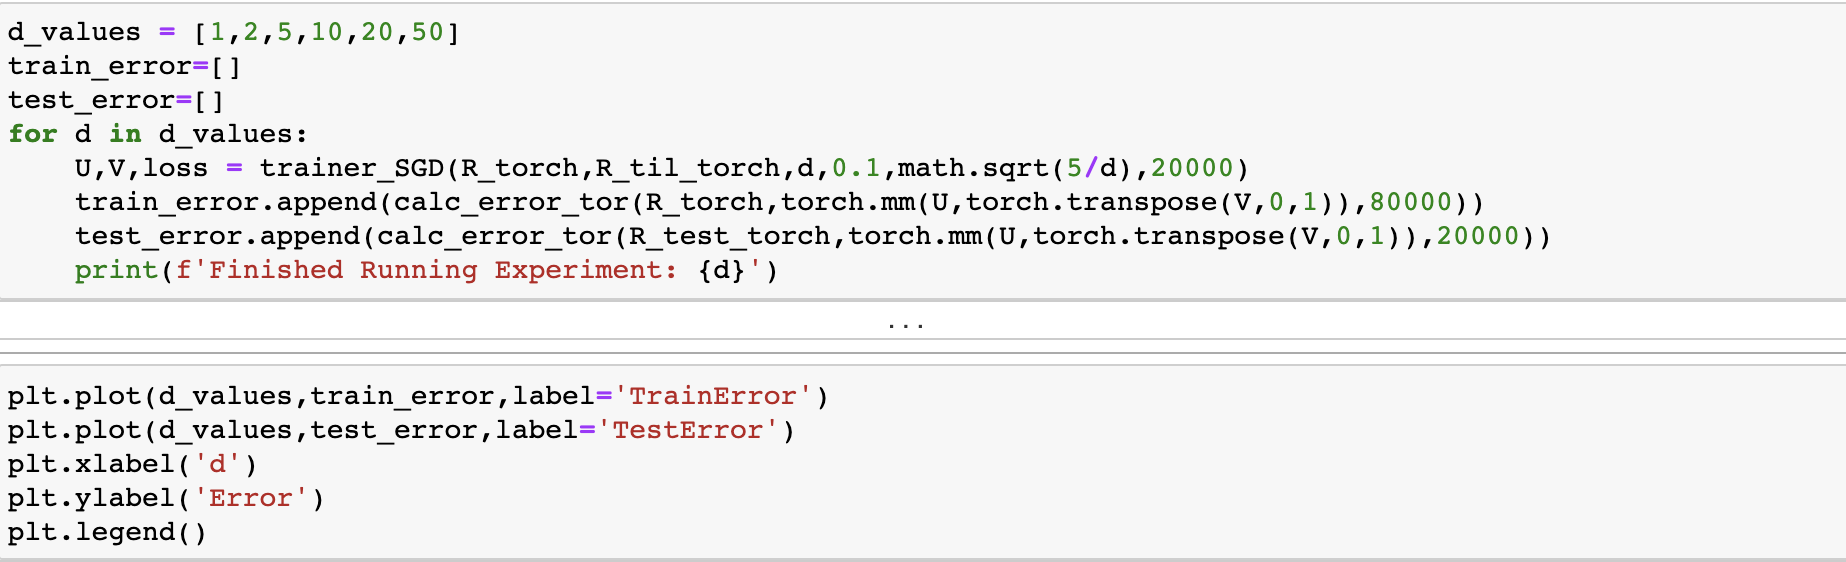 d_values = [1,2,5,10,20,50]
train_error=[]
test_error=[]
for d in d_values:
    U,V,loss = trainer_SGD(R_torch,R_til_torch,d,0.1,math.sqrt(5/d),20000)
    train_error.append(calc_error_tor(R_torch,torch.mm(U,torch.transpose(V,0,1)),80000))
    test_error.append(calc_error_tor(R_test_torch,torch.mm(U,torch.transpose(V,0,1)),20000))
    print(f'Finished Running Experiment: {d}')
...
plt.plot(d_values,train_error,label='TrainError')
plt.plot(d_values,test_error,label='TestError')
plt.xlabel('d')
plt.ylabel('Error')
plt.legend()